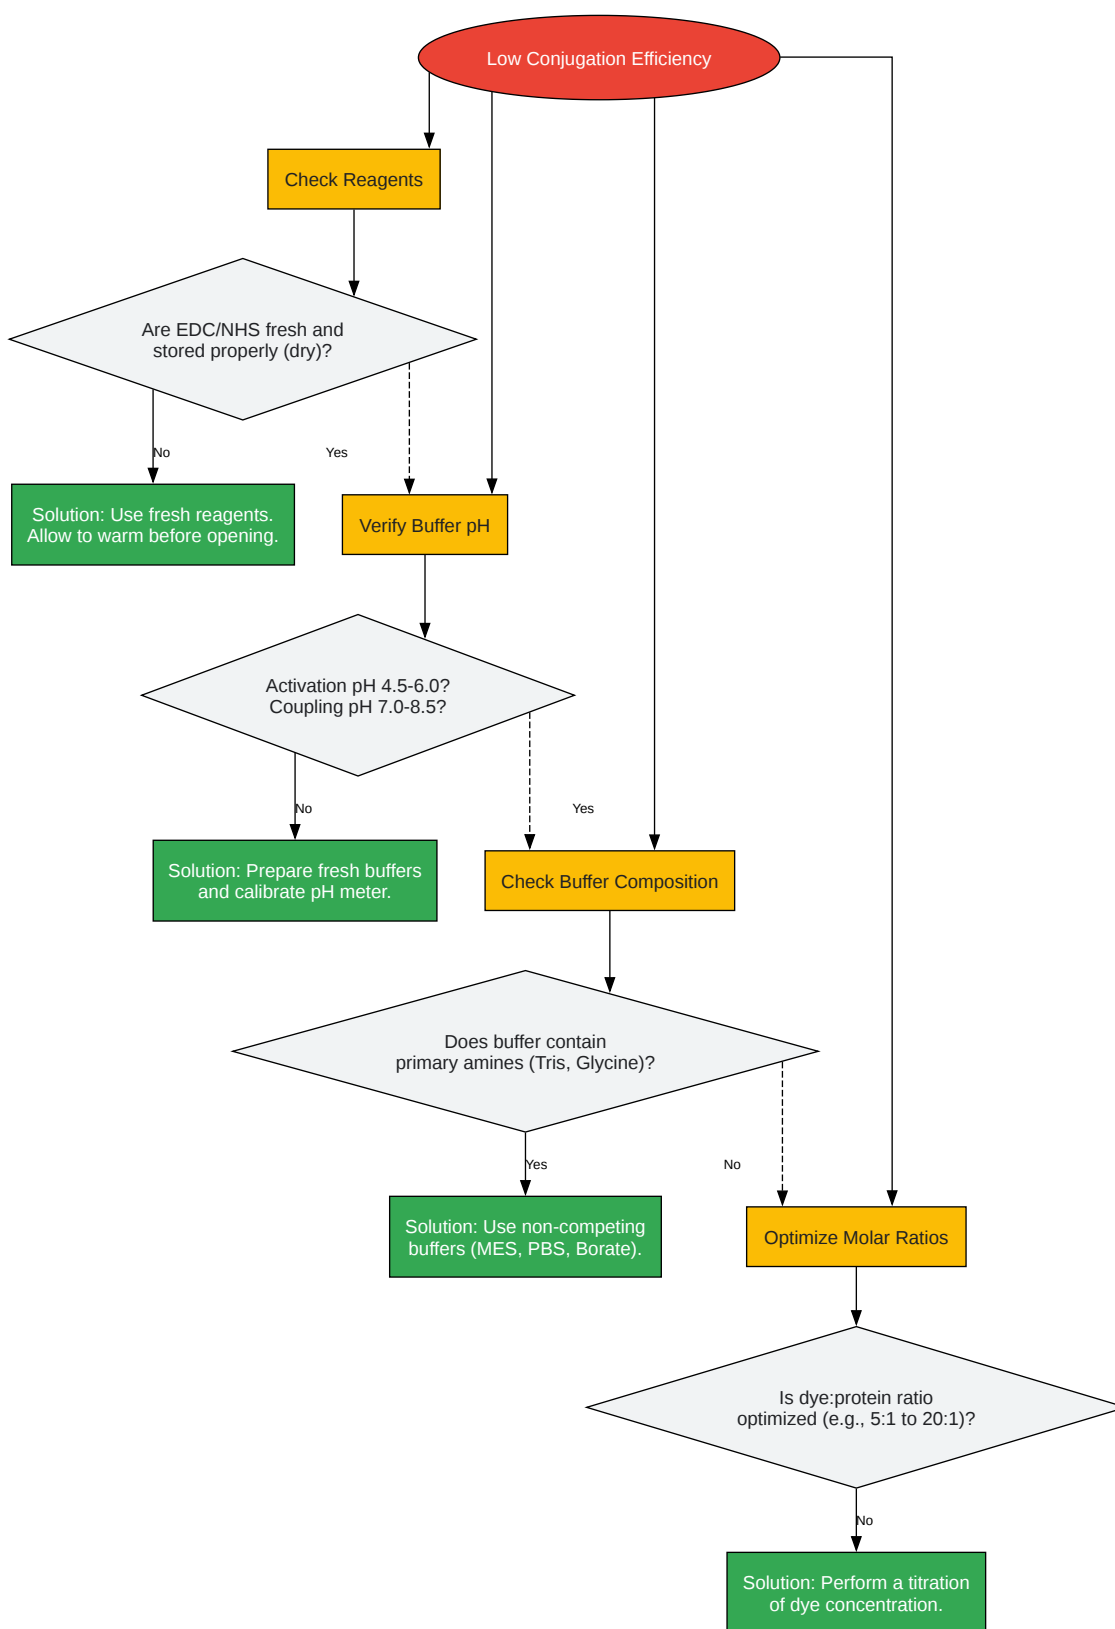 Low Conjugation Efficiency
Check Reagents
Are EDC/NHS fresh and
stored properly (dry)?
No
Yes
Solution: Use fresh reagents.
Allow to warm before opening.
Verify Buffer pH
Activation pH 4.5-6.0?
Coupling pH 7.0-8.5?
No
Yes
Solution: Prepare fresh buffers
and calibrate pH meter.
Check Buffer Composition
Does buffer contain
primary amines (Tris, Glycine)?
Yes
No
Solution: Use non-competing
buffers (MES, PBS, Borate).
Optimize Molar Ratios
Is dye:protein ratio
optimized (e.g., 5:1 to 20:1)?
No
Solution: Perform a titration
of dye concentration.